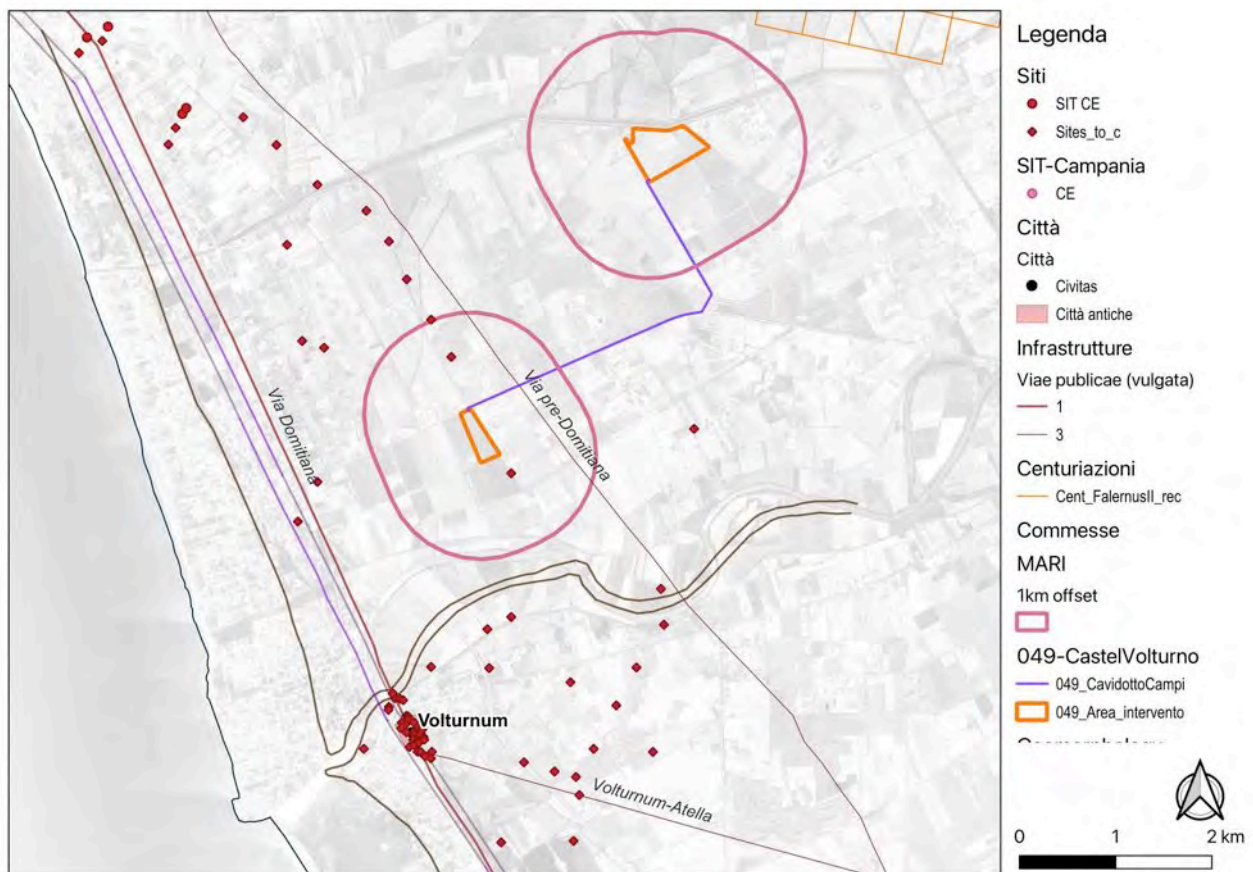 Via Domitiana
Via pre-Domitiana
Volturnum
Volturnum-Atella
Legenda
Siti
SIT CE
Sites_to_c
SIT-Campania
CE
Città
Città
Civitas
Città antiche
Infrastrutture
Viae publicae (vulgata)
1
3
Centuriazioni
Cent_FalernusII_rec
Commesse
MARI
1km offset
049-CastelVolturno
049_CavidottoCampi
049_Area_intervento
0 1 2 km